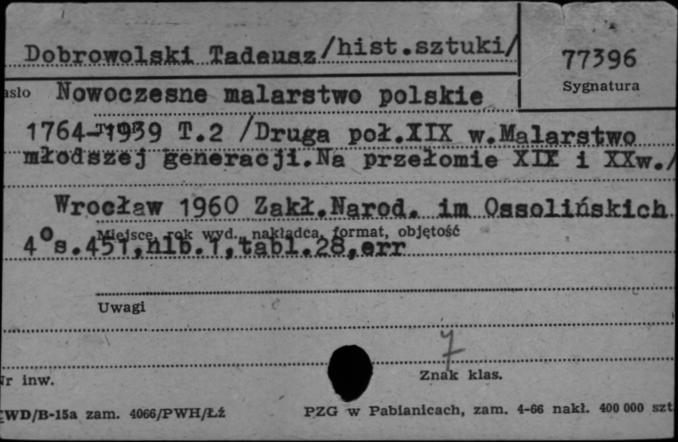 Dobrowolski Tadeusz/hist.sztuki/
77396
Sygnatura
asło Nowoczesne malarstwo polskie
1764-1939 T.2 /Druga poł.XIX w.Malarstwo
młodszej generacji.Na przełomie XIX i XXw./
Wrocław 1960 Zakł.Narod. im Ossolińskich
Miejsce, rok wyd., nakładca, format, objętość
4°s.451,nlb.1,tabl.28,err
Uwagi
7
Nr inw.
Znak klas.
CWD/B-15a zam. 4066/PWH/Łź
PZG w Pabianicach, zam. 4-66 nakł. 400 000 szt